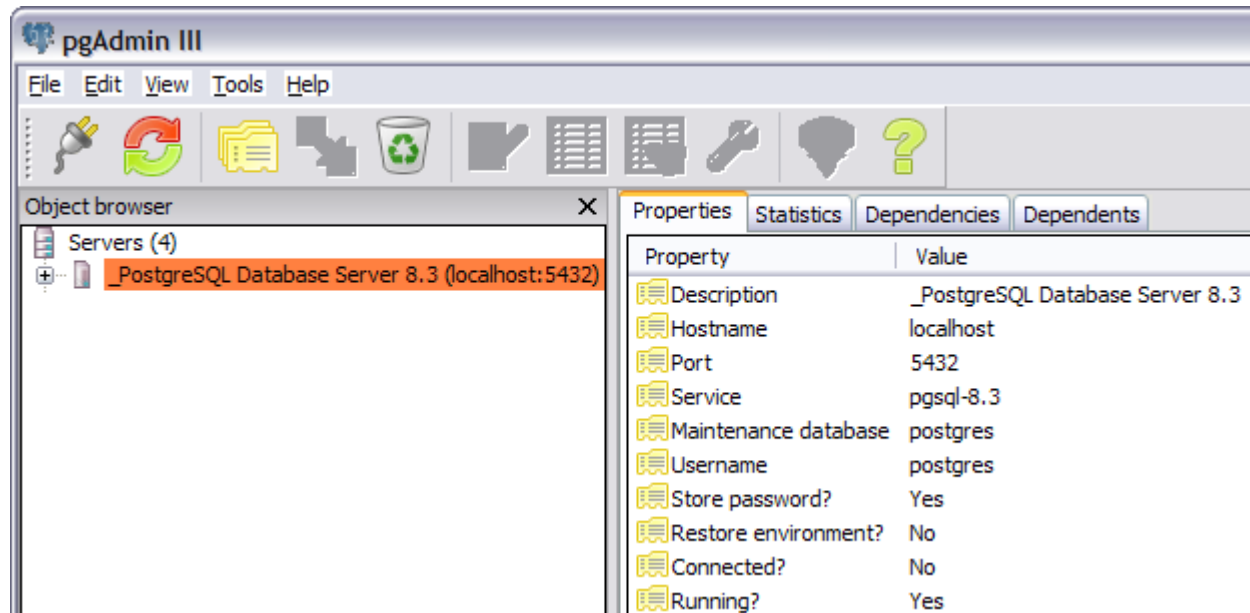 pgAdmin III
File Edit View Tools Help
Object browser
Servers (4)
_PostgreSQL Database Server 8.3 (localhost:5432)
Properties Statistics Dependencies Dependents
Property Value
Description _PostgreSQL Database Server 8.3
Hostname localhost
Port 5432
Service pgsql-8.3
Maintenance database postgres
Username postgres
Store password? Yes
Restore environment? No
Connected? No
Running? Yes